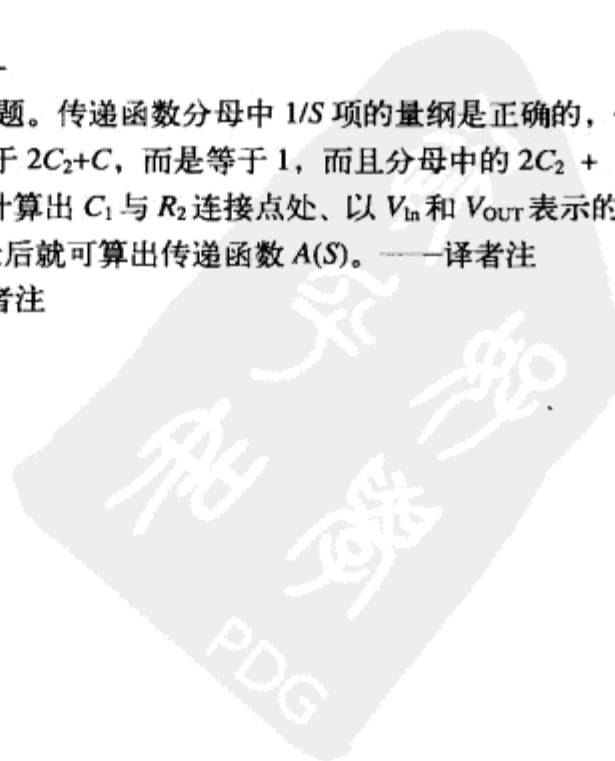 题。传递函数分母中 1/S 项的量纲是正确的，
于 2C₂+C，而是等于 1，而且分母中的 2C₂ +
计算出 C₁ 与 R₂ 连接点处、以 V_In 和 V_OUT 表示的
后就可算出传递函数 A(S)。——译者注
者注
PDG